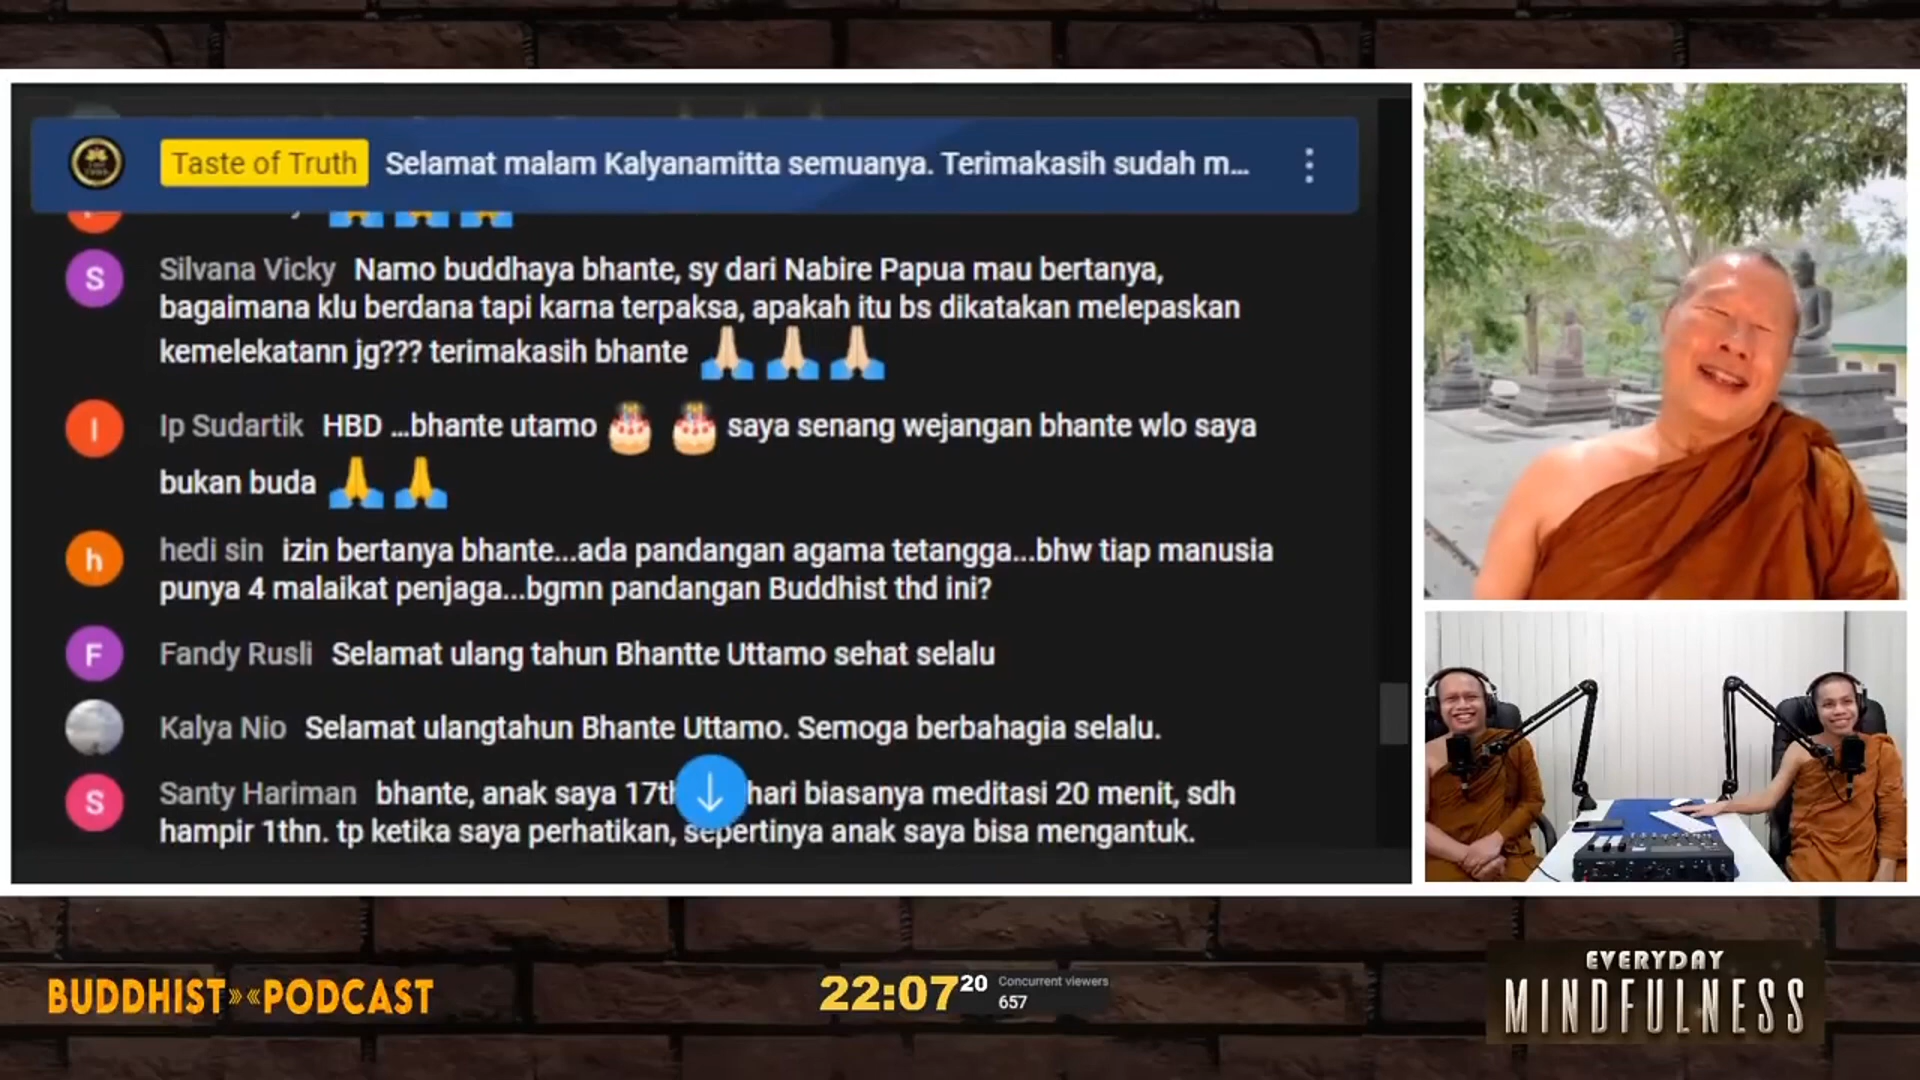 Taste of Truth Selamat malam Kalyanamitta semuanya. Terimakasih sudah m...
S
Silvana Vicky Namo buddhaya bhante, sy dari Nabire Papua mau bertanya,
bagaimana klu berdana tapi karna terpaksa, apakah itu bs dikatakan melepaskan
kemelekatann jg??? terimakasih bhante 🙏🏻 🙏🏻 🙏🏻
I
Ip Sudartik HBD ...bhante utamo 🎂 🎂 saya senang wejangan bhante wlo saya
bukan buda 🙏 🙏
h
hedi sin izin bertanya bhante...ada pandangan agama tetangga...bhw tiap manusia
punya 4 malaikat penjaga...bgmn pandangan Buddhist thd ini?
F
Fandy Rusli Selamat ulang tahun Bhantte Uttamo sehat selalu
Kalya Nio Selamat ulangtahun Bhante Uttamo. Semoga berbahagia selalu.
S
Santy Hariman bhante, anak saya hari biasanya meditasi 20 menit, sdh
hampir 1thn. tp ketika saya perhatikan, sepertinya anak saya bisa mengantuk.
BUDDHIST»«PODCAST
22:07 20
Concurrent viewers
657
EVERYDAY
MINDFULNESS